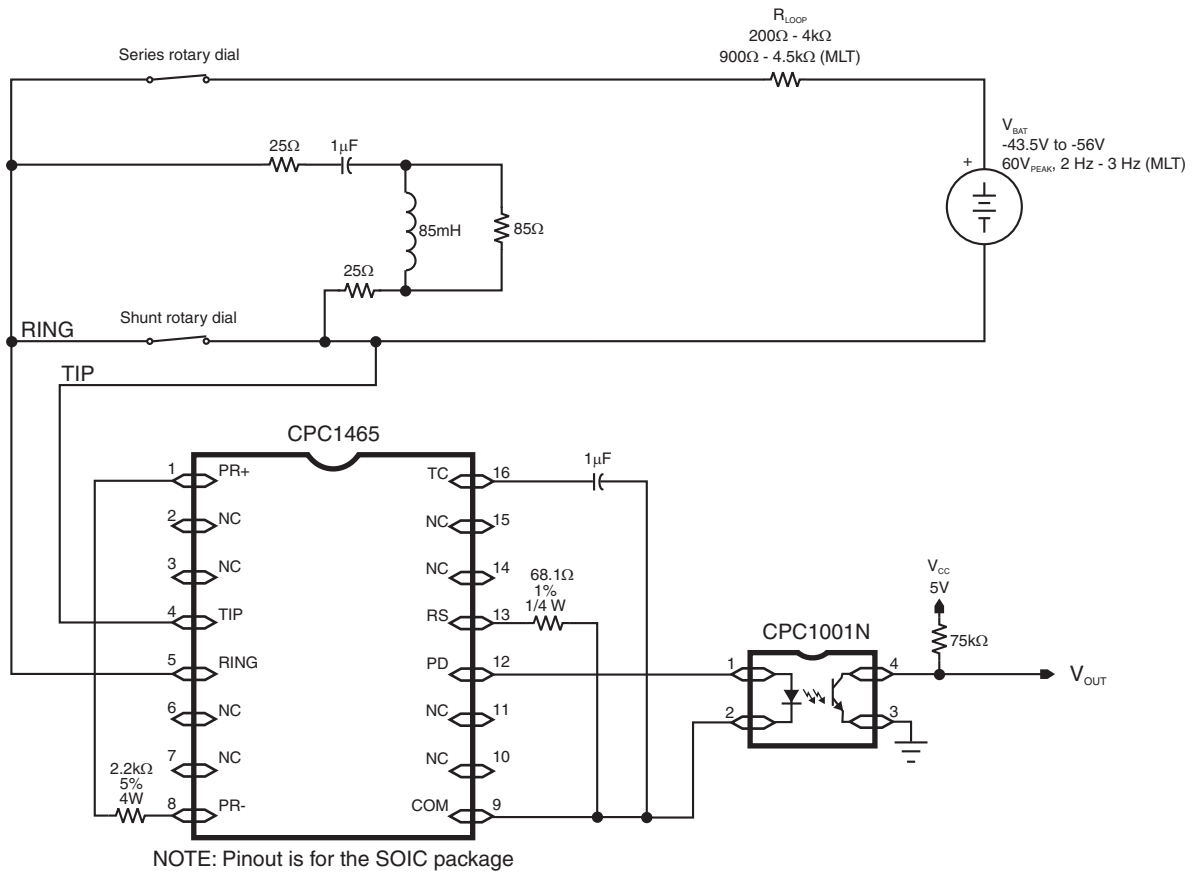 R_LOOP
200Ω - 4kΩ
900Ω - 4.5kΩ (MLT)
Series rotary dial
V_BAT
-43.5V to -56V
60V_PEAK, 2 Hz - 3 Hz (MLT)
+
25Ω
1μF
85mH
85Ω
25Ω
Shunt rotary dial
RING
TIP
CPC1465
1
PR+
2
NC
3
NC
4
TIP
5
RING
6
NC
7
NC
8
PR-
2.2kΩ
5%
4W
TC
16
NC
15
NC
14
RS
13
PD
12
NC
11
NC
10
COM
9
1μF
68.1Ω
1%
1/4 W
CPC1001N
1
2
4
3
V_CC
5V
75kΩ
V_OUT
NOTE: Pinout is for the SOIC package